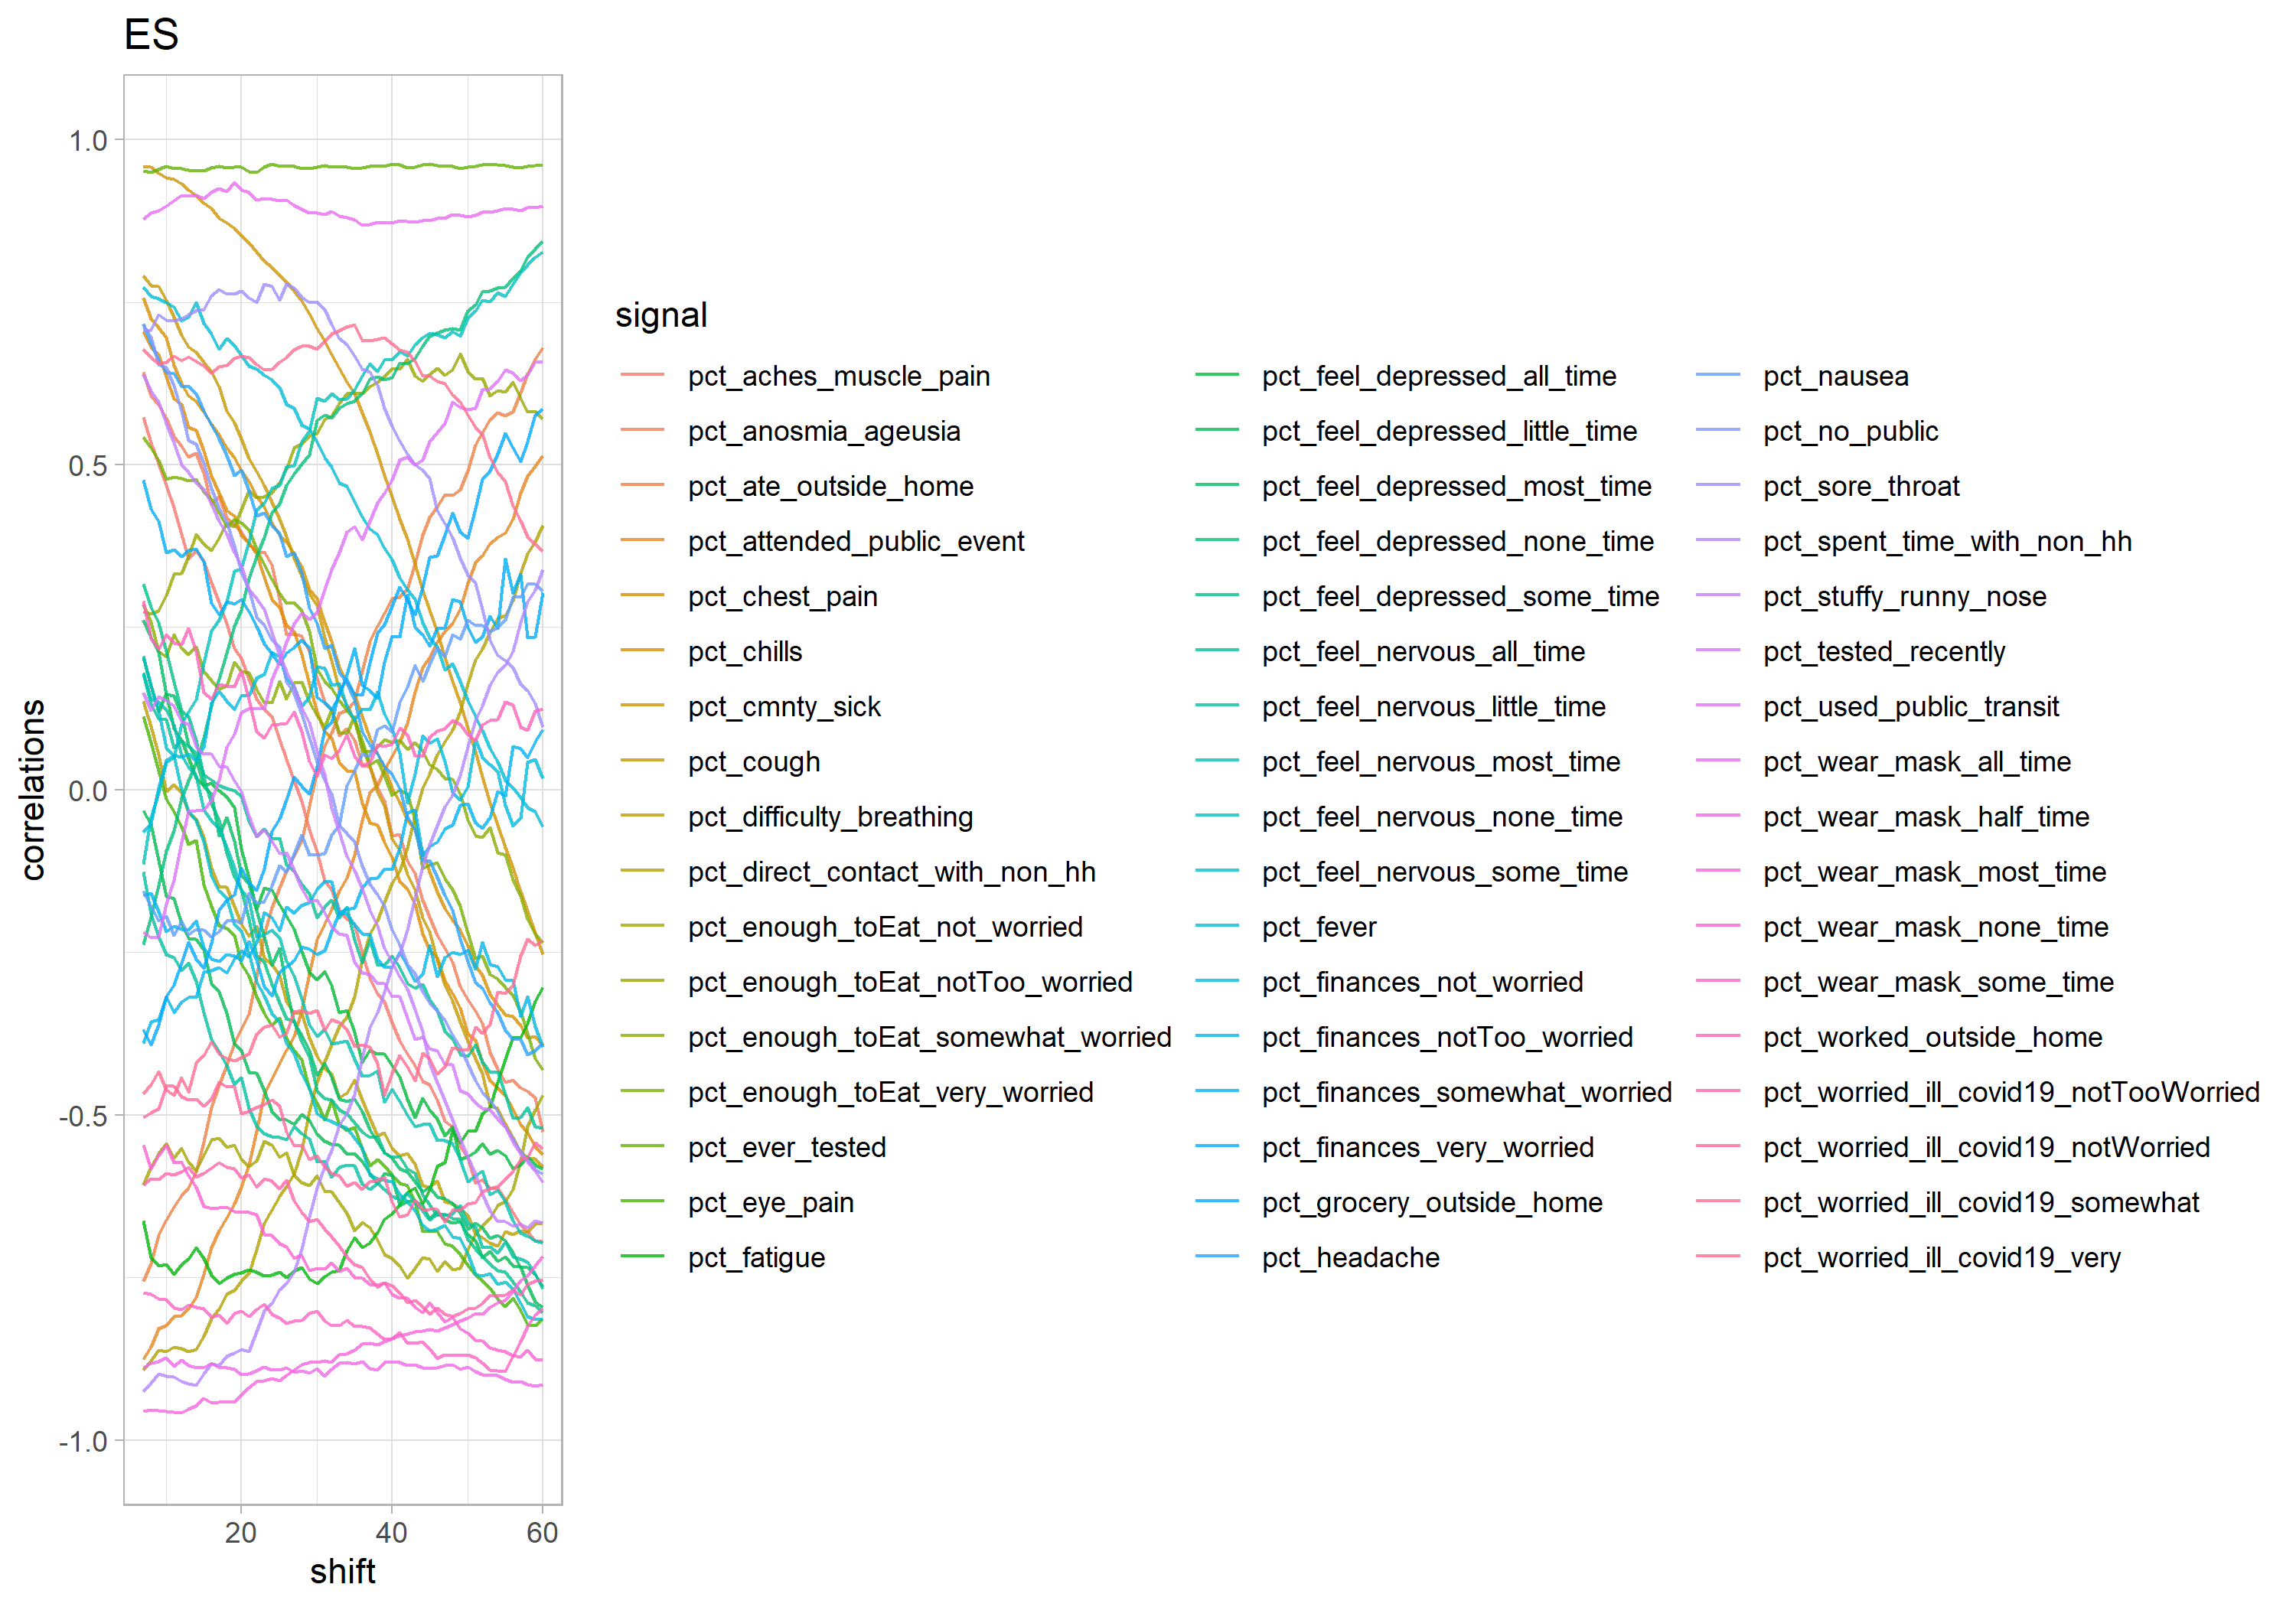 ES
correlations
1.0
0.5
0.0
-0.5
-1.0
20 40 60
shift
signal
pct_aches_muscle_pain
pct_anosmia_ageusia
pct_ate_outside_home
pct_attended_public_event
pct_chest_pain
pct_chills
pct_cmnty_sick
pct_cough
pct_difficulty_breathing
pct_direct_contact_with_non_hh
pct_enough_toEat_not_worried
pct_enough_toEat_notToo_worried
pct_enough_toEat_somewhat_worried
pct_enough_toEat_very_worried
pct_ever_tested
pct_eye_pain
pct_fatigue
pct_feel_depressed_all_time
pct_feel_depressed_little_time
pct_feel_depressed_most_time
pct_feel_depressed_none_time
pct_feel_depressed_some_time
pct_feel_nervous_all_time
pct_feel_nervous_little_time
pct_feel_nervous_most_time
pct_feel_nervous_none_time
pct_feel_nervous_some_time
pct_fever
pct_finances_not_worried
pct_finances_notToo_worried
pct_finances_somewhat_worried
pct_finances_very_worried
pct_grocery_outside_home
pct_headache
pct_nausea
pct_no_public
pct_sore_throat
pct_spent_time_with_non_hh
pct_stuffy_runny_nose
pct_tested_recently
pct_used_public_transit
pct_wear_mask_all_time
pct_wear_mask_half_time
pct_wear_mask_most_time
pct_wear_mask_none_time
pct_wear_mask_some_time
pct_worked_outside_home
pct_worried_ill_covid19_notTooWorried
pct_worried_ill_covid19_notWorried
pct_worried_ill_covid19_somewhat
pct_worried_ill_covid19_very